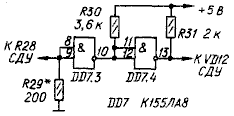 R30
3,6 к
+5 В
R31 2 к
К R28
СДУ
8
9
&
10
11
12
&
13
К VD12
СДУ
DD7.3
DD7.4
R29*
200
DD7 К155ЛА8